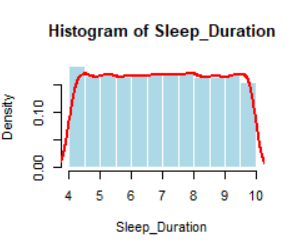 Histogram of Sleep_Duration
Density
0.00 0.10
4 5 6 7 8 9 10
Sleep_Duration